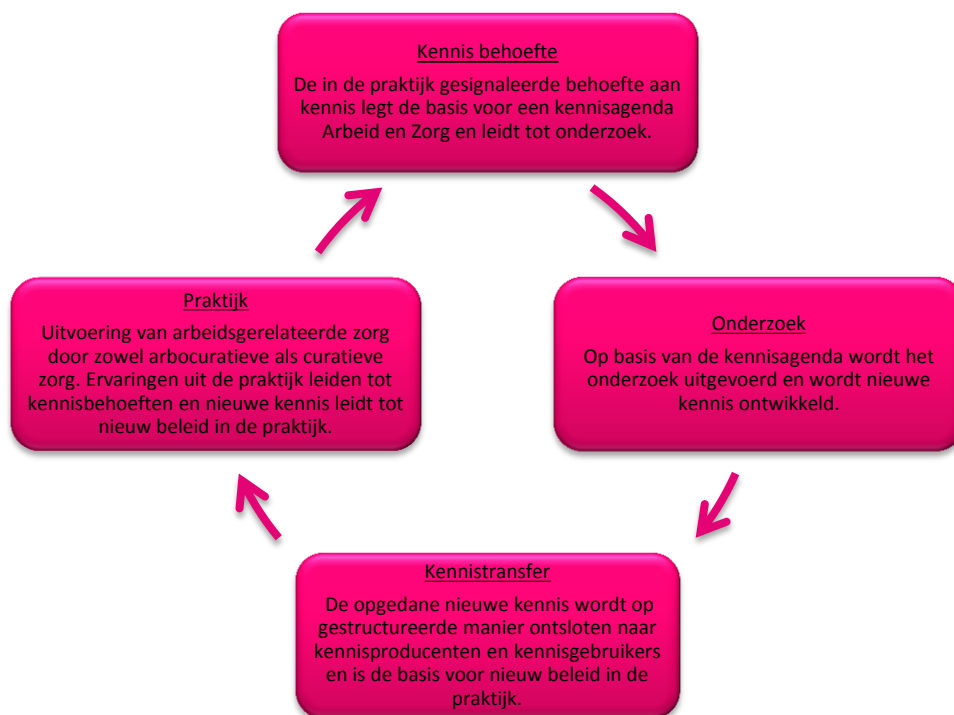 Kennis behoefte
De in de praktijk gesignaleerde behoefte aan
kennis legt de basis voor een kennisagenda
Arbeid en Zorg en leidt tot onderzoek.
Praktijk
Uitvoering van arbeidsgerelateerde zorg
door zowel arbocuratieve als curatieve
zorg. Ervaringen uit de praktijk leiden tot
kennisbehoeften en nieuwe kennis leidt tot
nieuw beleid in de praktijk.
Onderzoek
Op basis van de kennisagenda wordt het
onderzoek uitgevoerd en wordt nieuwe
kennis ontwikkeld.
Kennistransfer
De opgedane nieuwe kennis wordt op
gestructureerde manier ontsloten naar
kennisproducenten en kennisgebruikers
en is de basis voor nieuw beleid in de
praktijk.